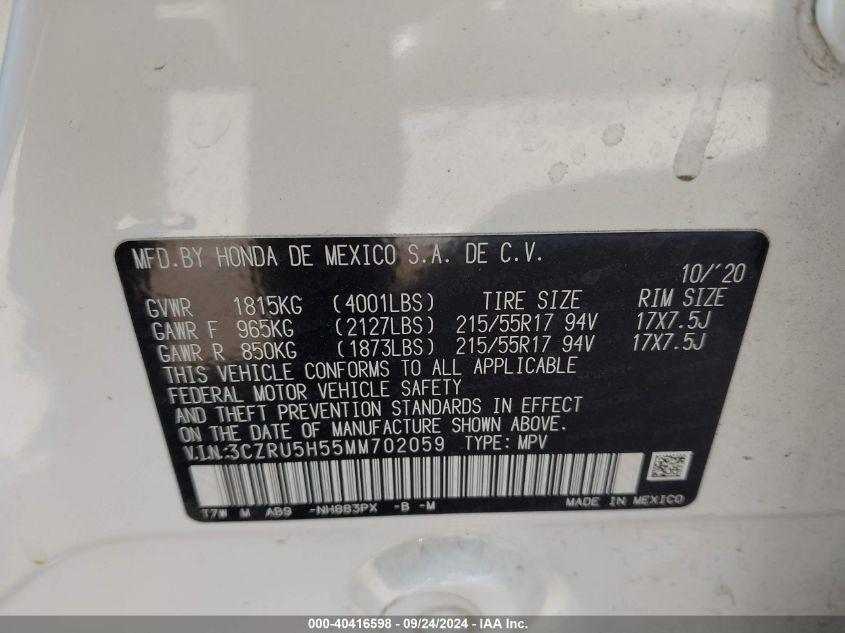 MFD.BY HONDA DE MEXICO S.A. DE C.V.
10/'20
GVWR 1815KG (4001LBS) TIRE SIZE RIM SIZE
GAWR F 965KG (2127LBS) 215/55R17 94V 17X7.5J
GAWR R 850KG (1873LBS) 215/55R17 94V 17X7.5J
THIS VEHICLE CONFORMS TO ALL APPLICABLE
FEDERAL MOTOR VEHICLE SAFETY
AND THEFT PREVENTION STANDARDS IN EFFECT
ON THE DATE OF MANUFACTURE SHOWN ABOVE.
V.I.N:3CZRU5H55MM702059 TYPE: MPV
T7W M AB9 -NH883PX -B -M MADE IN MEXICO
000-40416598 - 09/24/2024 - IAA Inc.